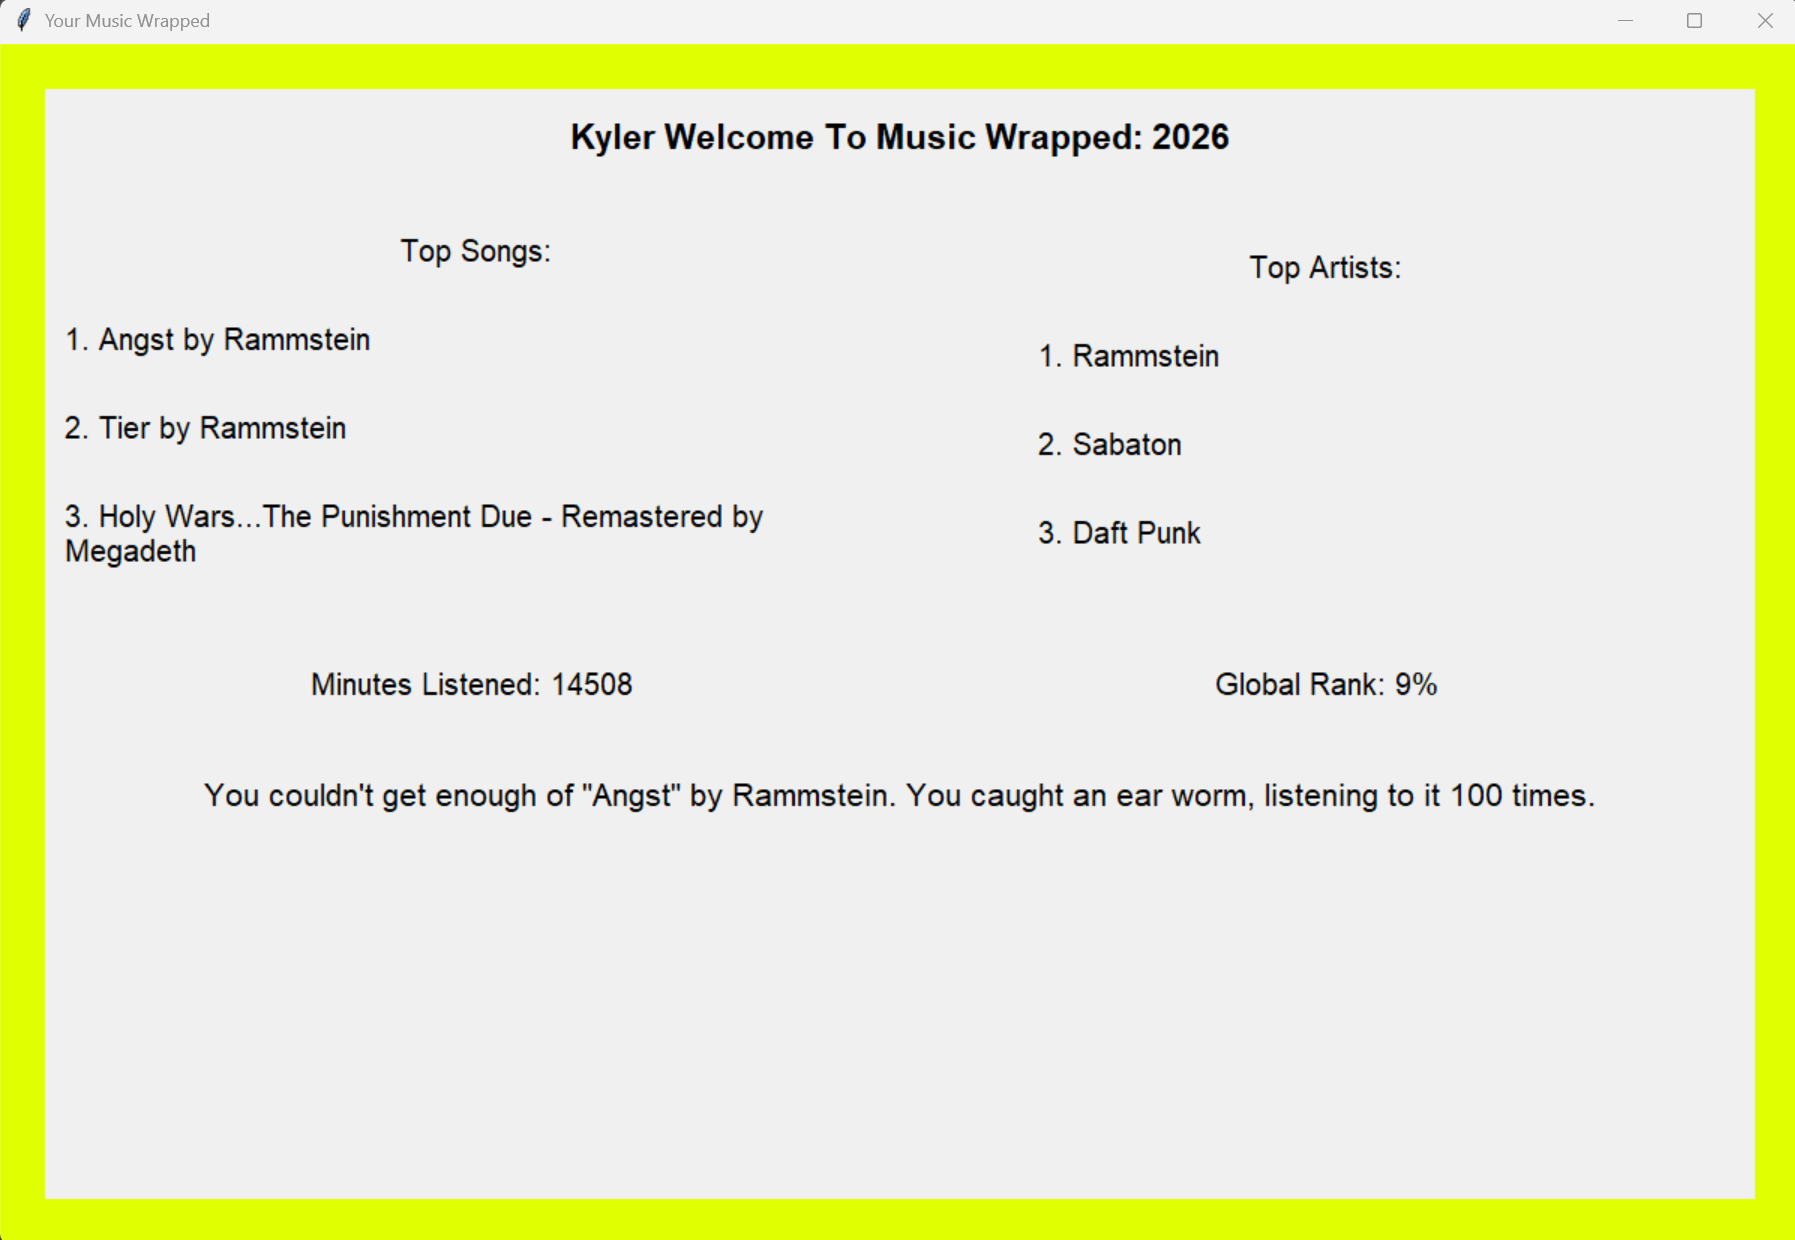 Your Music Wrapped
Kyler Welcome To Music Wrapped: 2026
Top Songs:
1. Angst by Rammstein
2. Tier by Rammstein
3. Holy Wars...The Punishment Due - Remastered by
Megadeth
Top Artists:
1. Rammstein
2. Sabaton
3. Daft Punk
Minutes Listened: 14508
Global Rank: 9%
You couldn't get enough of "Angst" by Rammstein. You caught an ear worm, listening to it 100 times.